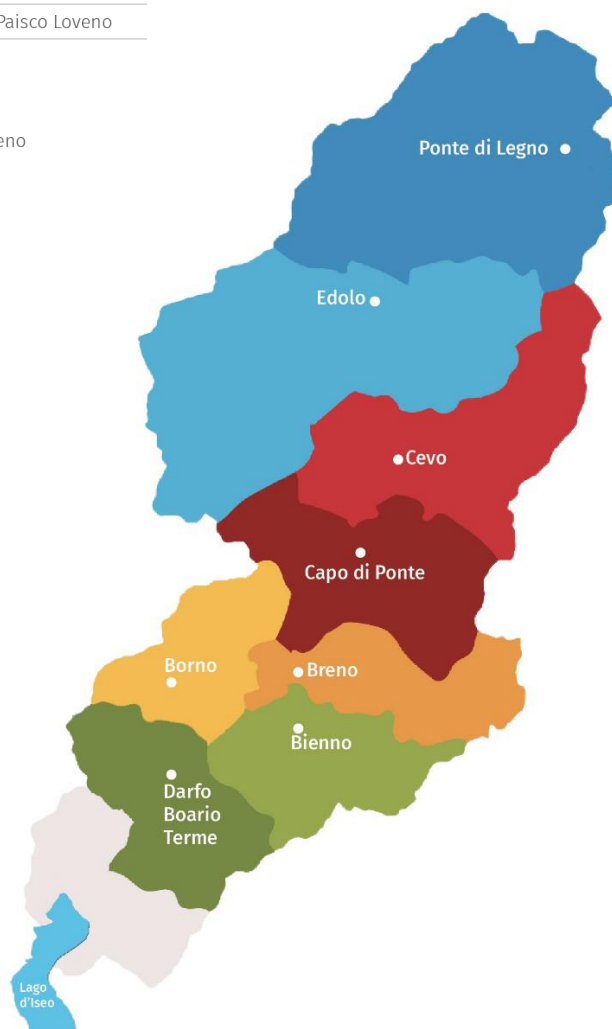 Paisco Loveno
eno
Ponte di Legno
Edolo
Cevo
Capo di Ponte
Borno
Breno
Bienno
Darfo
Boario
Terme
Lago
d'Iseo